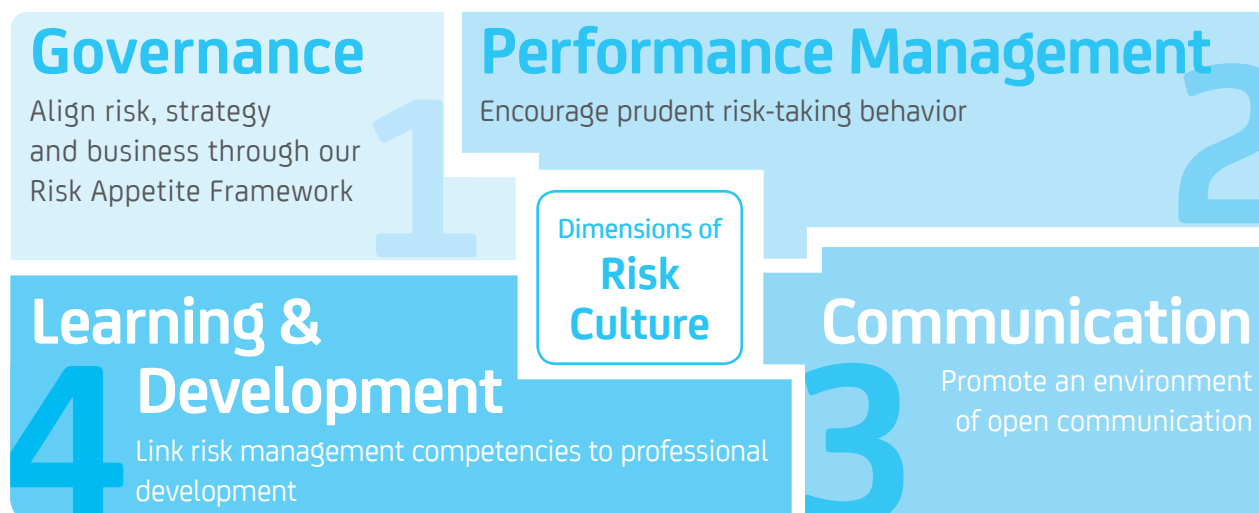 Governance
Align risk, strategy
and business through our
Risk Appetite Framework
1
Performance Management
Encourage prudent risk-taking behavior
2
Dimensions of
Risk
Culture
Communication
Promote an environment
of open communication
3
Learning &
Development
Link risk management competencies to professional
development
4